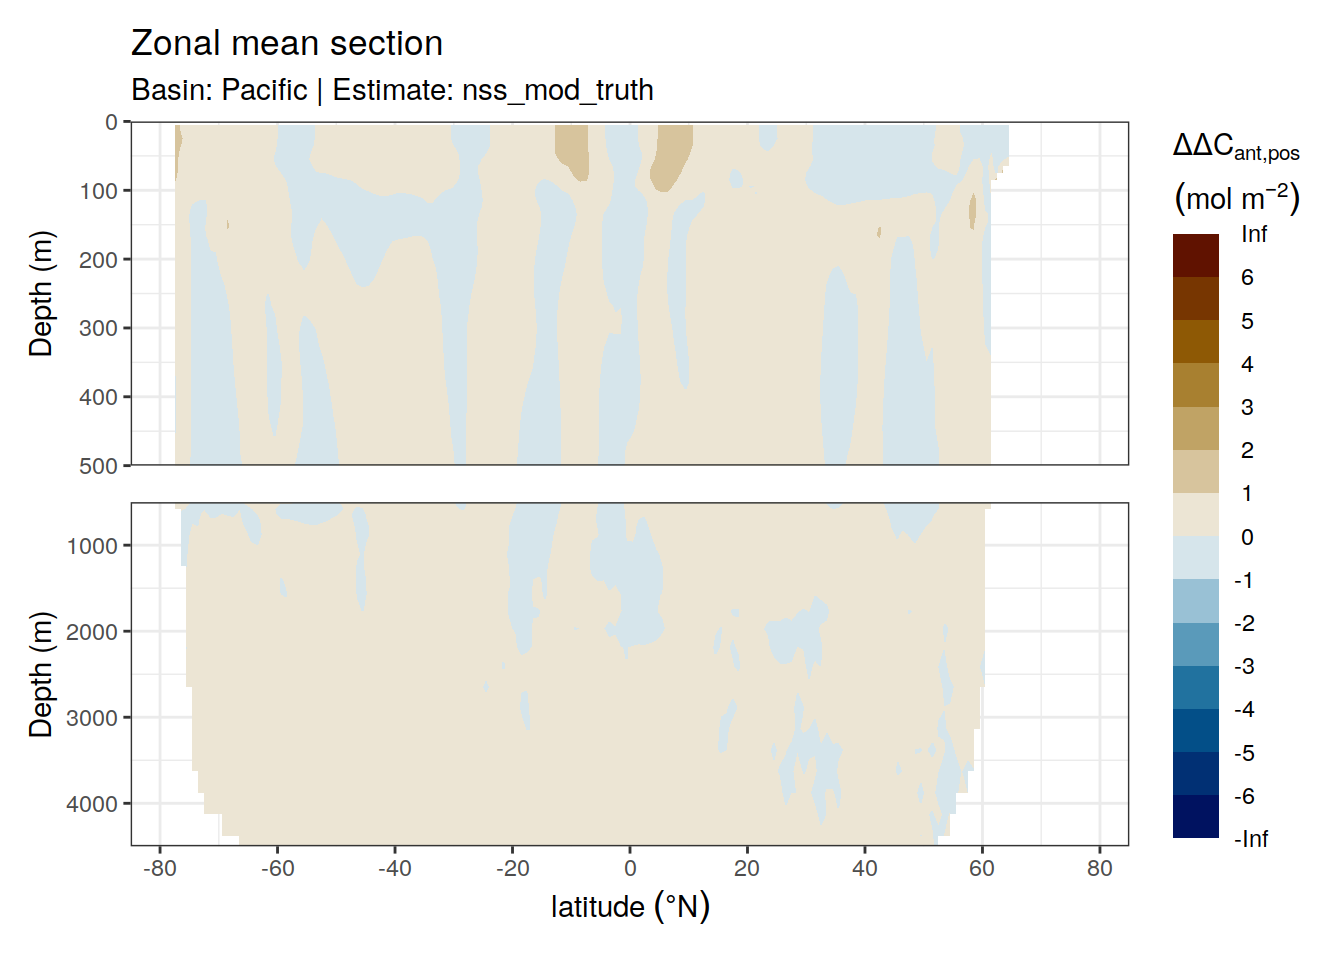 Zonal mean section
Basin: Pacific | Estimate: nss_mod_truth
ΔΔC_ant,pos
(mol m⁻²)
Inf
6
5
4
3
2
1
0
-1
-2
-3
-4
-5
-6
-Inf
Depth (m)
0
100
200
300
400
500
Depth (m)
1000
2000
3000
4000
-80 -60 -40 -20 0 20 40 60 80
latitude (°N)